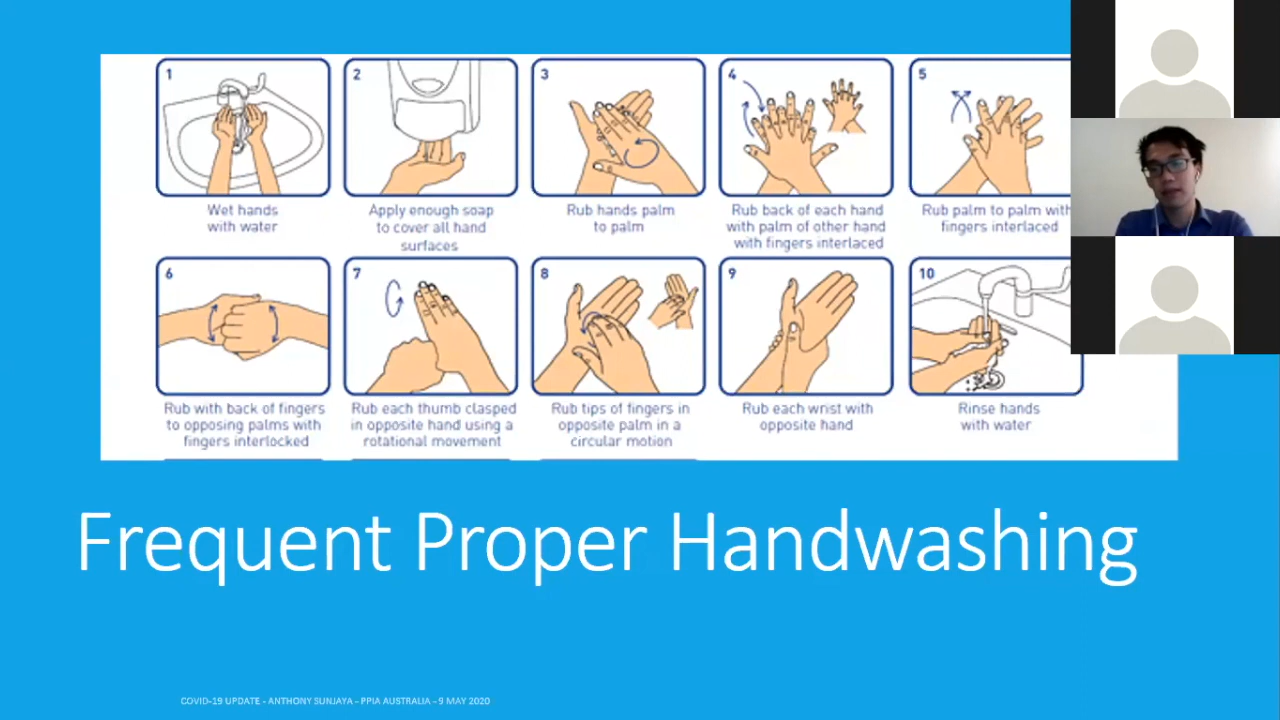 1
Wet hands
with water
2
Apply enough soap
to cover all hand
surfaces
3
Rub hands palm
to palm
4
Rub back of each hand
with palm of other hand
with fingers interlaced
5
Rub palm to palm with
fingers interlaced
6
Rub with back of fingers
to opposing palms with
fingers interlocked
7
Rub each thumb clasped
in opposite hand using a
rotational movement
8
Rub tips of fingers in
opposite palm in a
circular motion
9
Rub each wrist with
opposite hand
10
Rinse hands
with water
Frequent Proper Handwashing
COVID-19 UPDATE - ANTHONY SUNJAYA – PPIA AUSTRALIA – 9 MAY 2020